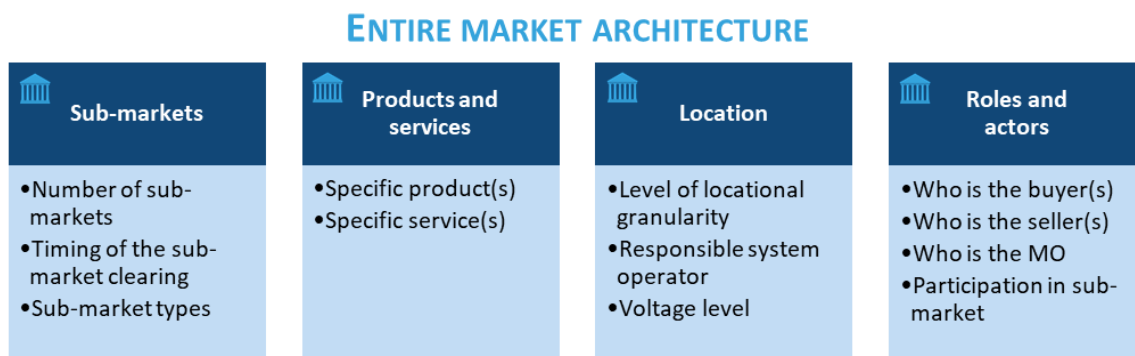 ENTIRE MARKET ARCHITECTURE
Sub-markets
•Number of sub-
markets
•Timing of the sub-
market clearing
•Sub-market types
Products and
services
•Specific product(s)
•Specific service(s)
Location
•Level of locational
granularity
•Responsible system
operator
•Voltage level
Roles and
actors
•Who is the buyer(s)
•Who is the seller(s)
•Who is the MO
•Participation in sub-
market